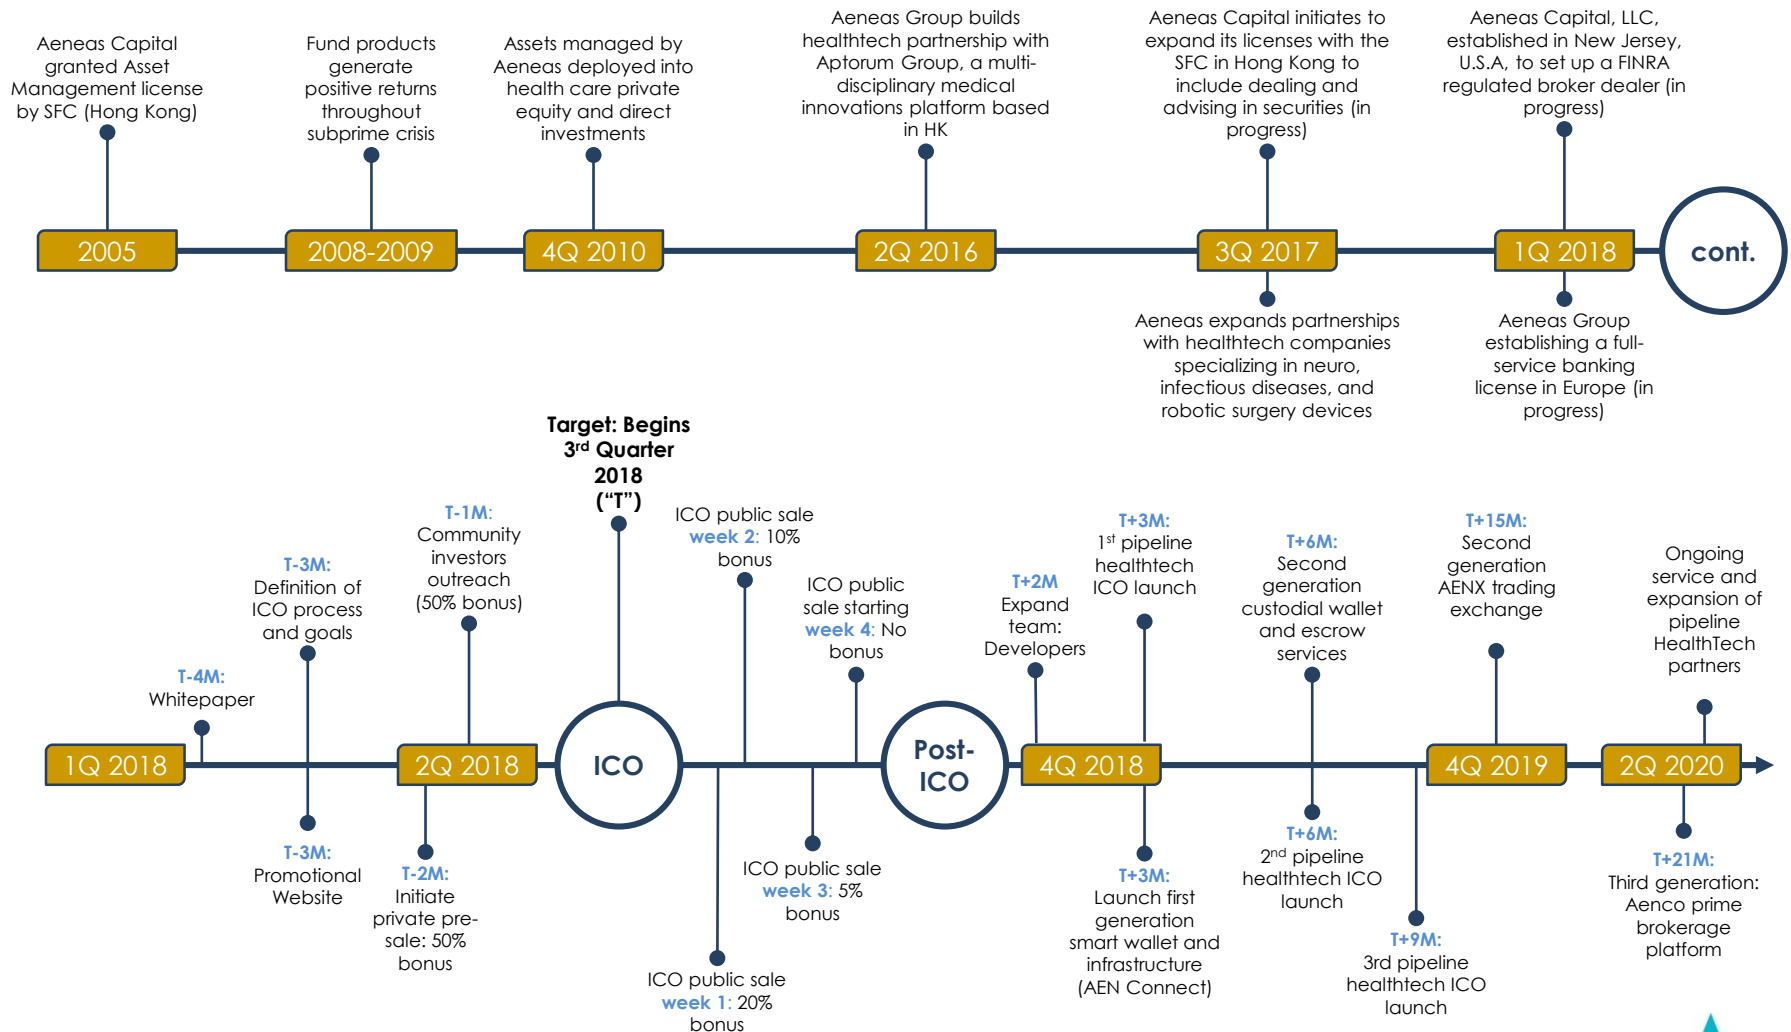 Aeneas Capital
granted Asset
Management license
by SFC (Hong Kong)
Fund products
generate
positive returns
throughout
subprime crisis
Assets managed by
Aeneas deployed into
health care private
equity and direct
investments
Aeneas Group builds
healthtech partnership with
Aptorum Group, a multi-
disciplinary medical
innovations platform based
in HK
Aeneas Capital initiates to
expand its licenses with the
SFC in Hong Kong to
include dealing and
advising in securities (in
progress)
Aeneas Capital, LLC,
established in New Jersey,
U.S.A, to set up a FINRA
regulated broker dealer (in
progress)
2005
2008-2009
4Q 2010
2Q 2016
3Q 2017
1Q 2018
cont.
Aeneas expands partnerships
with healthtech companies
specializing in neuro,
infectious diseases, and
robotic surgery devices
Aeneas Group
establishing a full-
service banking
license in Europe (in
progress)
T-4M:
Whitepaper
T-3M:
Definition of
ICO process
and goals
T-1M:
Community
investors
outreach
(50% bonus)
Target: Begins
3rd Quarter
2018
(“T”)
ICO public sale
week 2: 10%
bonus
ICO public
sale starting
week 4: No
bonus
T+2M
Expand
team:
Developers
T+3M:
1st pipeline
healthtech
ICO launch
T+6M:
Second
generation
custodial wallet
and escrow
services
T+15M:
Second
generation
AENX trading
exchange
Ongoing
service and
expansion of
pipeline
HealthTech
partners
1Q 2018
2Q 2018
ICO
Post-
ICO
4Q 2018
4Q 2019
2Q 2020
T-3M:
Promotional
Website
T-2M:
Initiate
private pre-
sale: 50%
bonus
ICO public sale
week 1: 20%
bonus
ICO public sale
week 3: 5%
bonus
T+3M:
Launch first
generation
smart wallet and
infrastructure
(AEN Connect)
T+6M:
2nd pipeline
healthtech ICO
launch
T+9M:
3rd pipeline
healthtech ICO
launch
T+21M:
Third generation:
Aenco prime
brokerage
platform